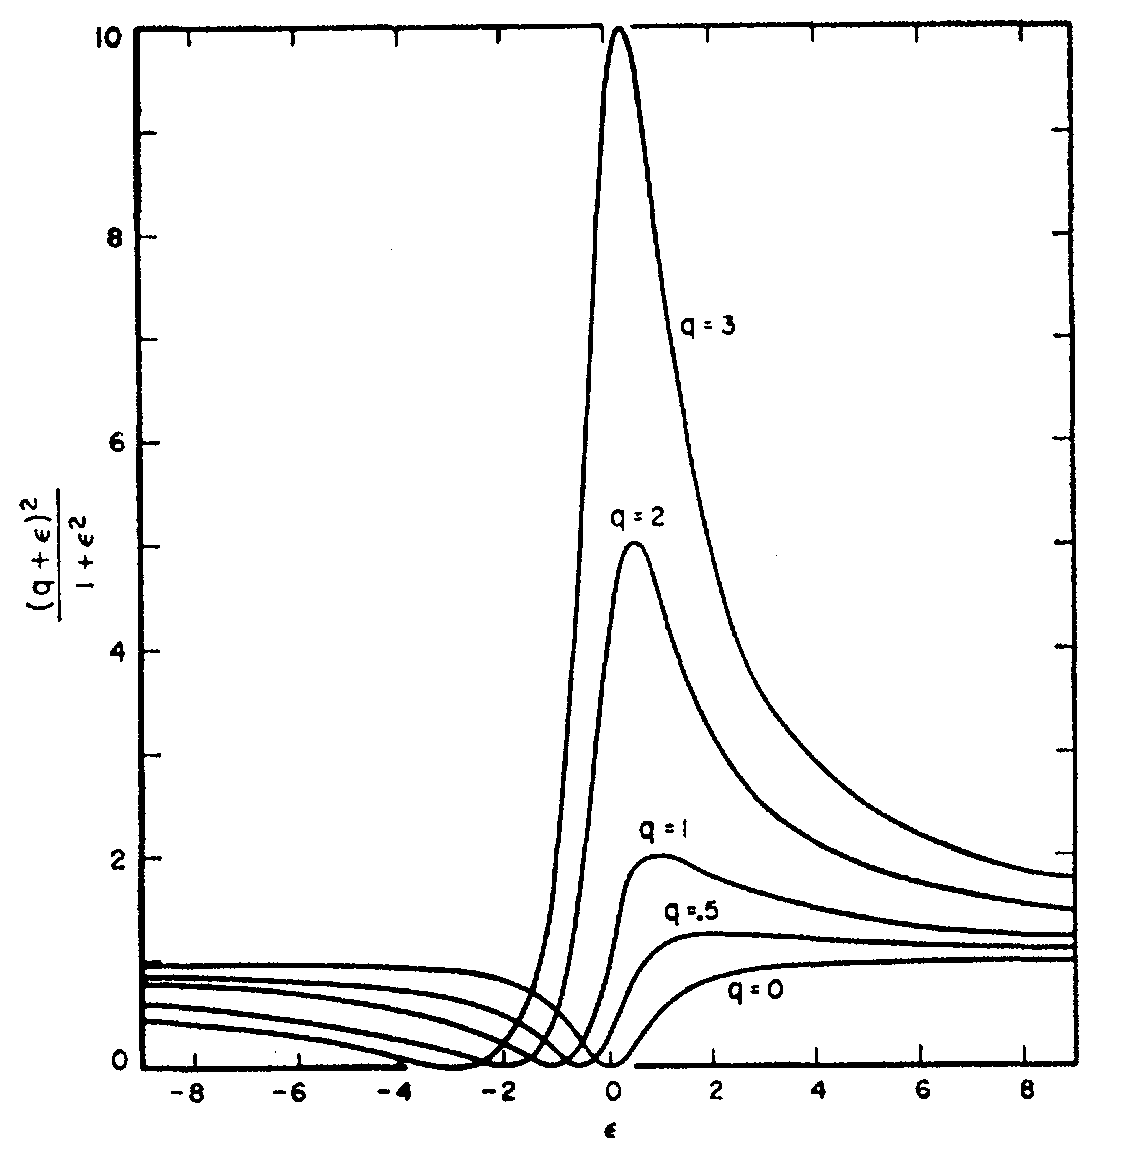 10
8
6
4
2
0
(q + ϵ)²
1 + ϵ²
q = 3
q = 2
q = 1
q = .5
q = 0
-8 -6 -4 -2 0 2 4 6 8
ϵ